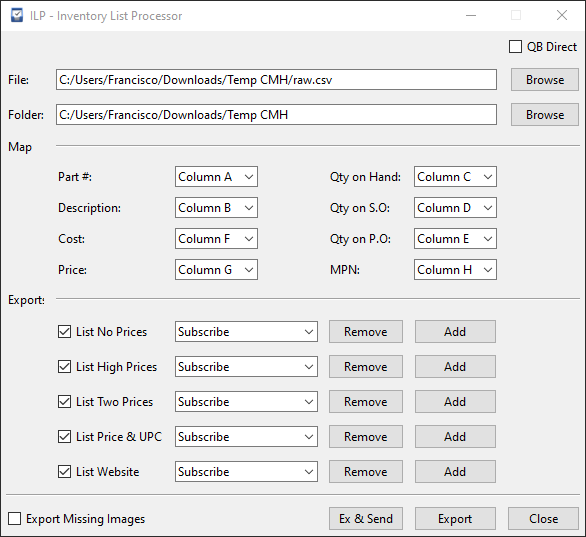 ILP - Inventory List Processor
QB Direct
File: C:/Users/Francisco/Downloads/Temp CMH/raw.csv Browse
Folder: C:/Users/Francisco/Downloads/Temp CMH Browse
Map
Part #: Column A Qty on Hand: Column C
Description: Column B Qty on S.O: Column D
Cost: Column F Qty on P.O: Column E
Price: Column G MPN: Column H
Exports
List No Prices Subscribe Remove Add
List High Prices Subscribe Remove Add
List Two Prices Subscribe Remove Add
List Price & UPC Subscribe Remove Add
List Website Subscribe Remove Add
Export Missing Images Ex & Send Export Close